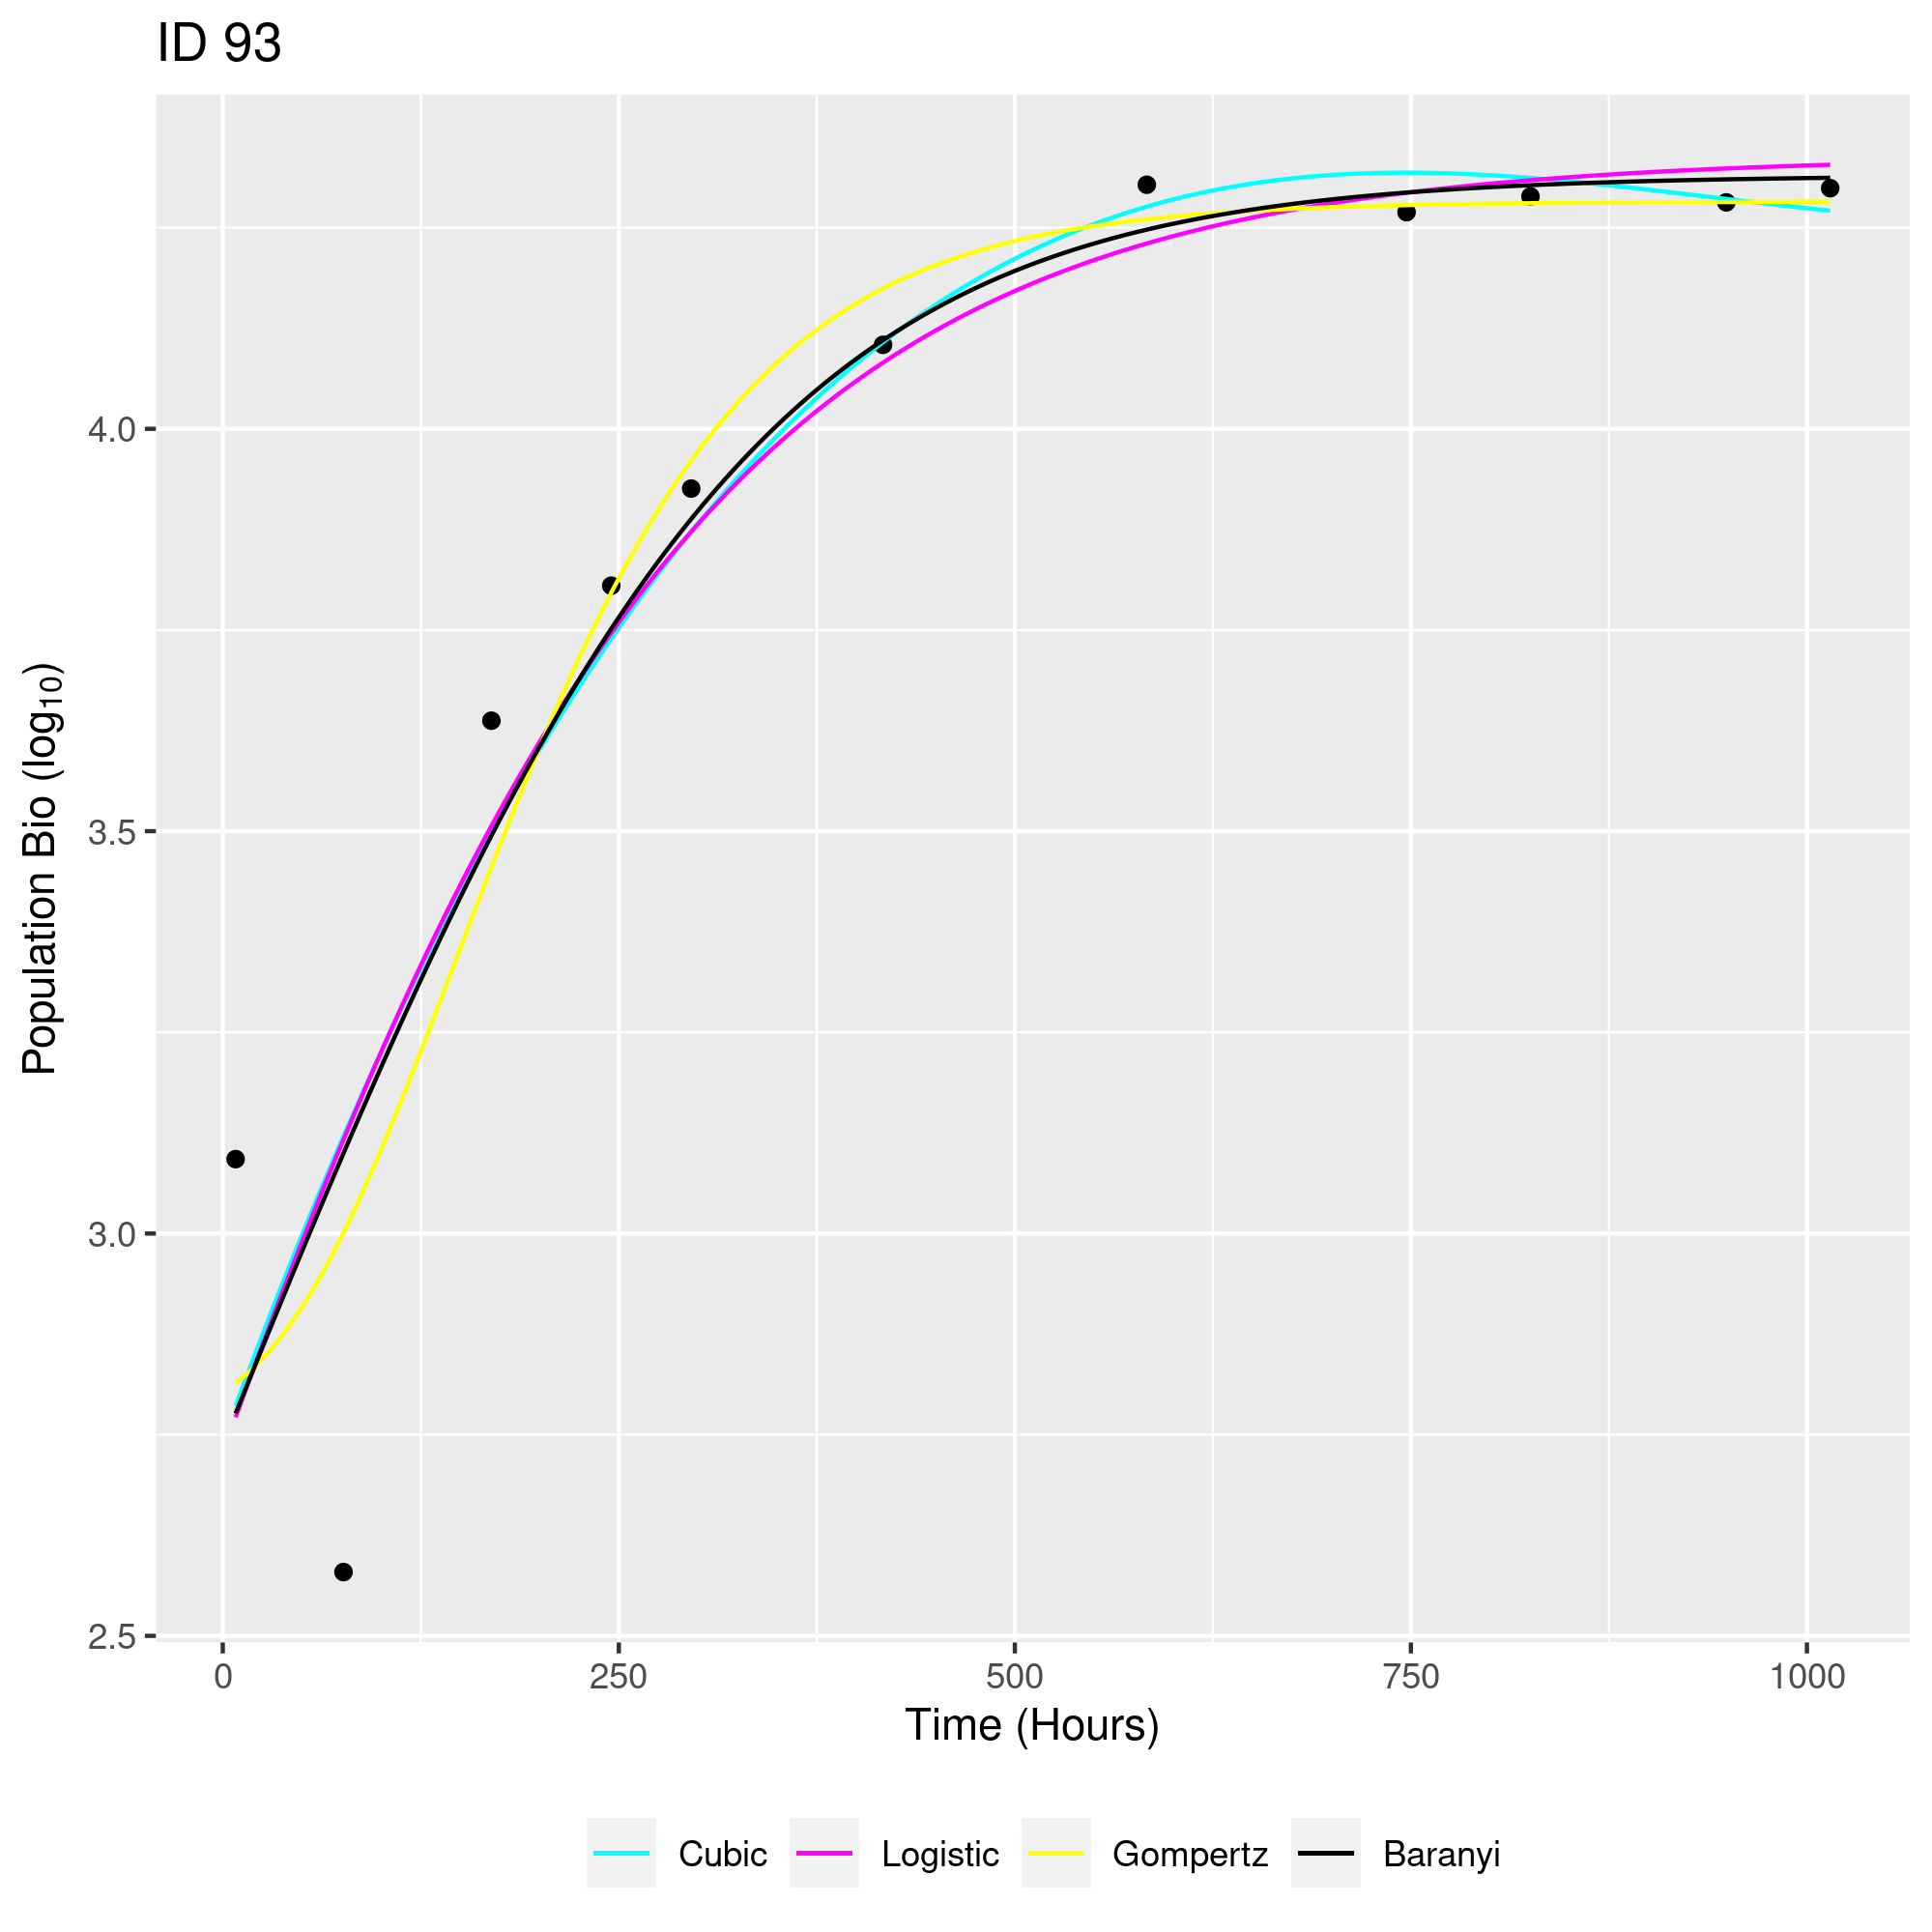 ID 93
Population Bio (log₁₀)
4.0
3.5
3.0
2.5
0 250 500 750 1000
Time (Hours)
Cubic Logistic Gompertz Baranyi